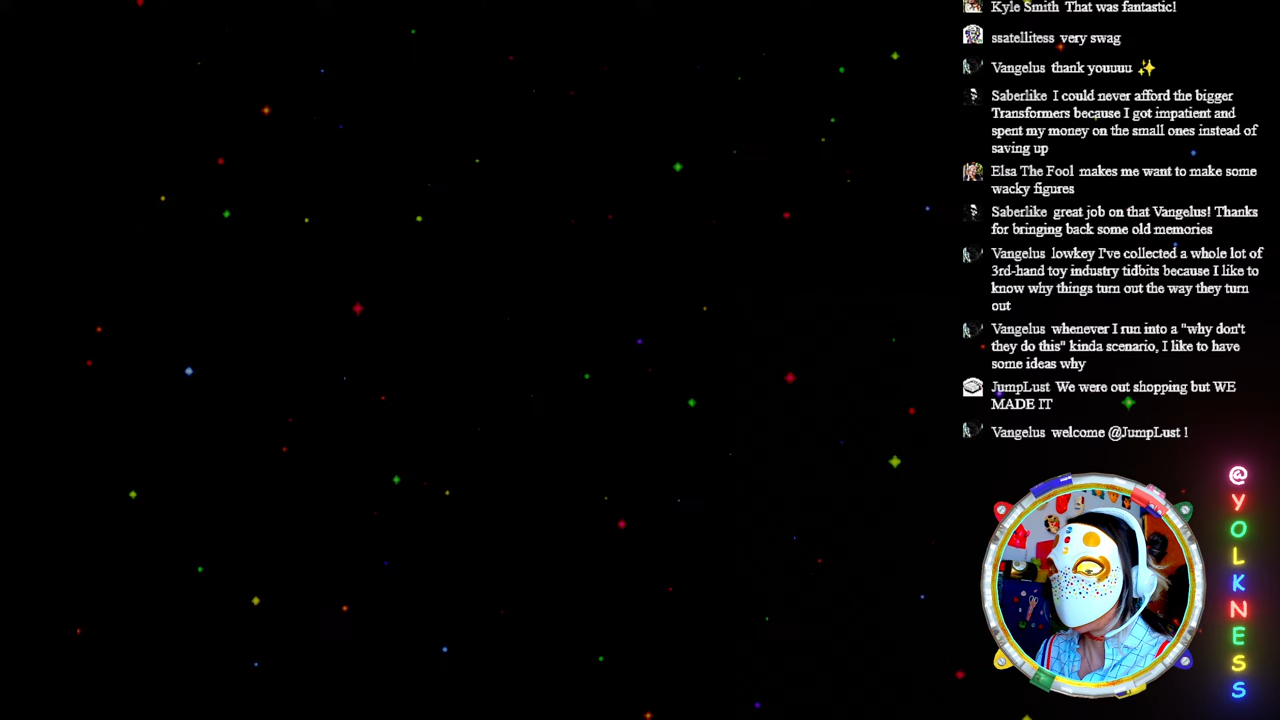 Kyle Smith That was fantastic!
ssatellitess very swag
Vangelus thank youuuu ✨
Saberlike I could never afford the bigger
Transformers because I got impatient and
spent my money on the small ones instead of
saving up
Elsa The Fool makes me want to make some
wacky figures
Saberlike great job on that Vangelus! Thanks
for bringing back some old memories
Vangelus lowkey I've collected a whole lot of
3rd-hand toy industry tidbits because I like to
know why things turn out the way they turn
out
Vangelus whenever I run into a "why don't
they do this" kinda scenario, I like to have
some ideas why
JumpLust We were out shopping but WE
MADE IT
Vangelus welcome @JumpLust !
@YOLKNESS